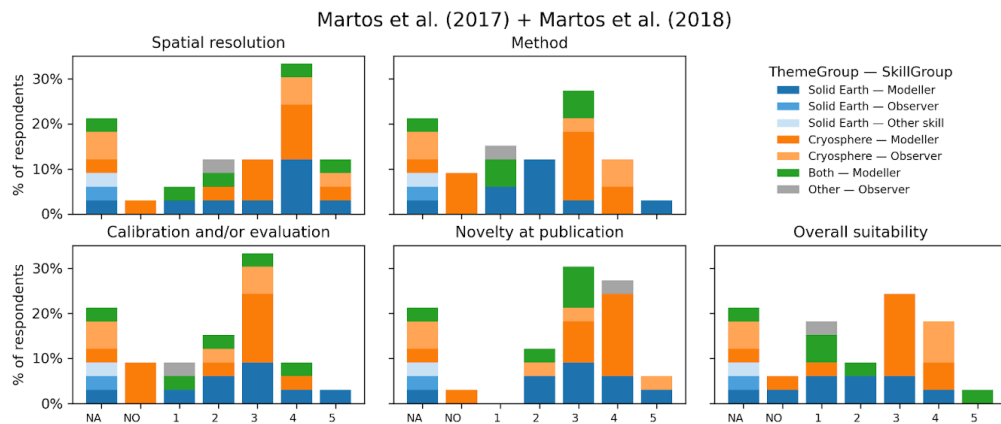 Martos et al. (2017) + Martos et al. (2018)
Spatial resolution
Method
% of respondents
30%
20%
10%
0%
ThemeGroup — SkillGroup
Solid Earth — Modeller
Solid Earth — Observer
Solid Earth — Other skill
Cryosphere — Modeller
Cryosphere — Observer
Both — Modeller
Other — Observer
Calibration and/or evaluation
Novelty at publication
Overall suitability
% of respondents
30%
20%
10%
0%
NA NO 1 2 3 4 5
NA NO 1 2 3 4 5
NA NO 1 2 3 4 5